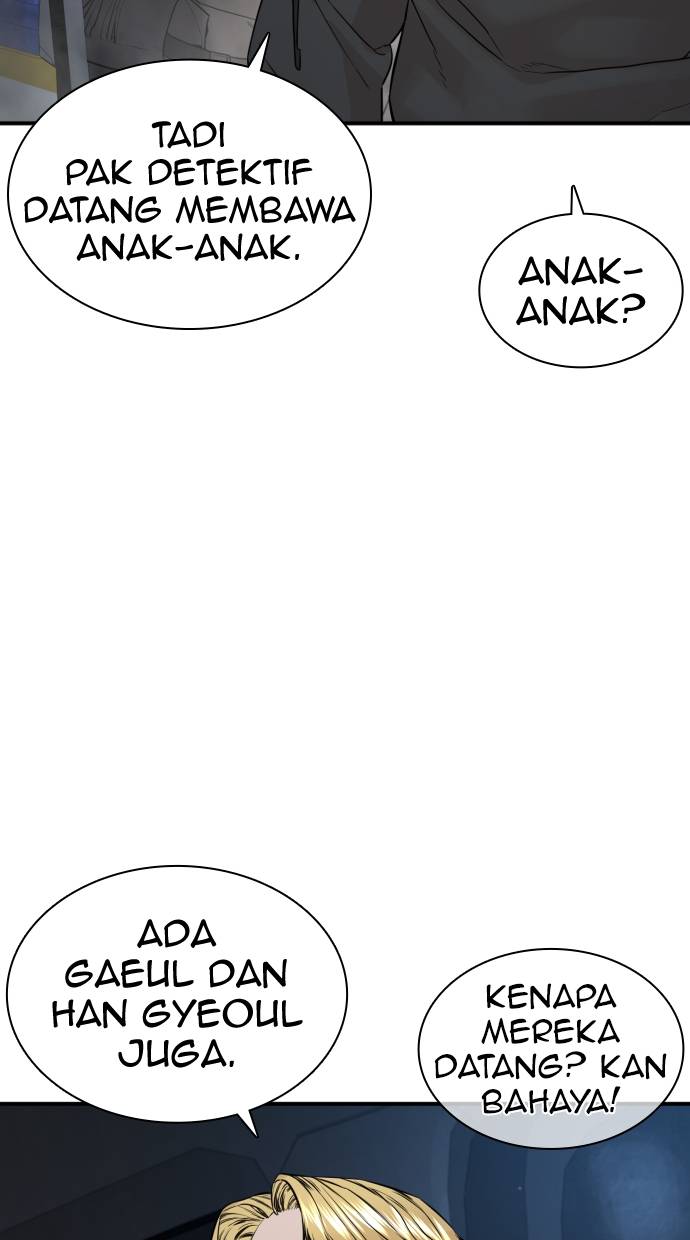 TADI
PAK DETEKTIF
DATANG MEMBAWA
ANAK-ANAK.
ANAK-
ANAK?
ADA
GAEUL DAN
HAN GYEOUL
JUGA.
KENAPA
MEREKA
DATANG? KAN
BAHAYA!